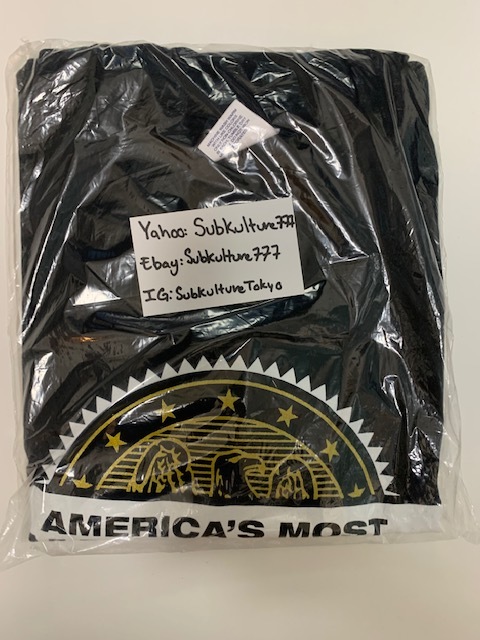 Yahoo: Subkulture777
Ebay: Subkulture777
IG: SubkultureTokyo
AMERICA'S MOST